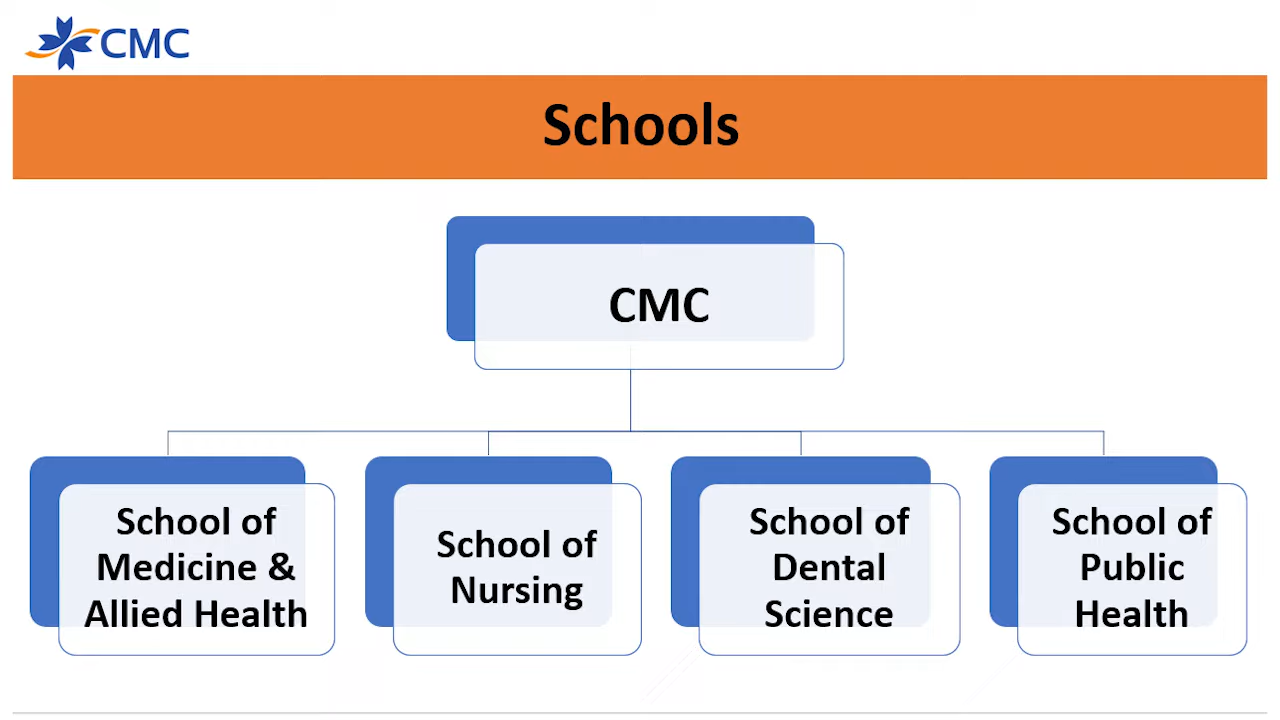 CMC
Schools
CMC
School of
Medicine &
Allied Health
School of
Nursing
School of
Dental
Science
School of
Public
Health